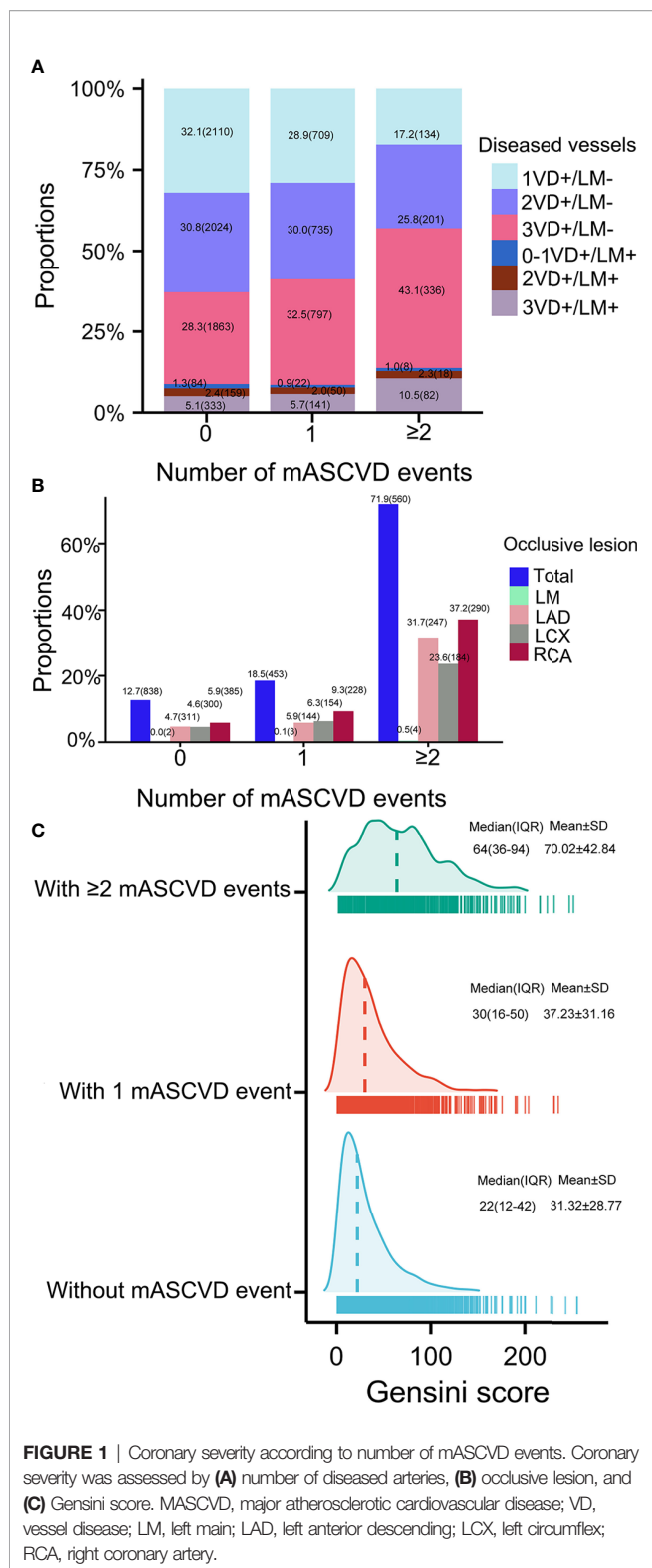 A
100%
75%
50%
25%
0%
Proportions
32.1(2110)
28.9(709)
17.2(134)
30.8(2024)
30.0(735)
25.8(201)
28.3(1863)
32.5(797)
43.1(336)
1.3(84)
0.9(22)
1.0(8)
2.4(159)
2.0(50)
2.3(18)
5.1(333)
5.7(141)
10.5(82)
0
1
≥2
Number of mASCVD events
Diseased vessels
1VD+/LM-
2VD+/LM-
3VD+/LM-
0-1VD+/LM+
2VD+/LM+
3VD+/LM+
B
60%
40%
20%
0%
Proportions
12.7(838)
0.0(2)
4.7(311)
4.6(300)
5.9(385)
18.5(453)
0.1(3)
5.9(144)
6.3(154)
9.3(228)
71.9(560)
0.5(4)
31.7(247)
23.6(184)
37.2(290)
0
1
≥2
Number of mASCVD events
Occlusive lesion
Total
LM
LAD
LCX
RCA
C
With ≥2 mASCVD events
Median(IQR) Mean±SD
64(36-94) 70.02±42.84
With 1 mASCVD event
Median(IQR) Mean±SD
30(16-50) 37.23±31.16
Without mASCVD event
Median(IQR) Mean±SD
22(12-42) 31.32±28.77
0
100
200
Gensini score
FIGURE 1 | Coronary severity according to number of mASCVD events. Coronary
severity was assessed by (A) number of diseased arteries, (B) occlusive lesion, and
(C) Gensini score. MASCVD, major atherosclerotic cardiovascular disease; VD,
vessel disease; LM, left main; LAD, left anterior descending; LCX, left circumflex;
RCA, right coronary artery.